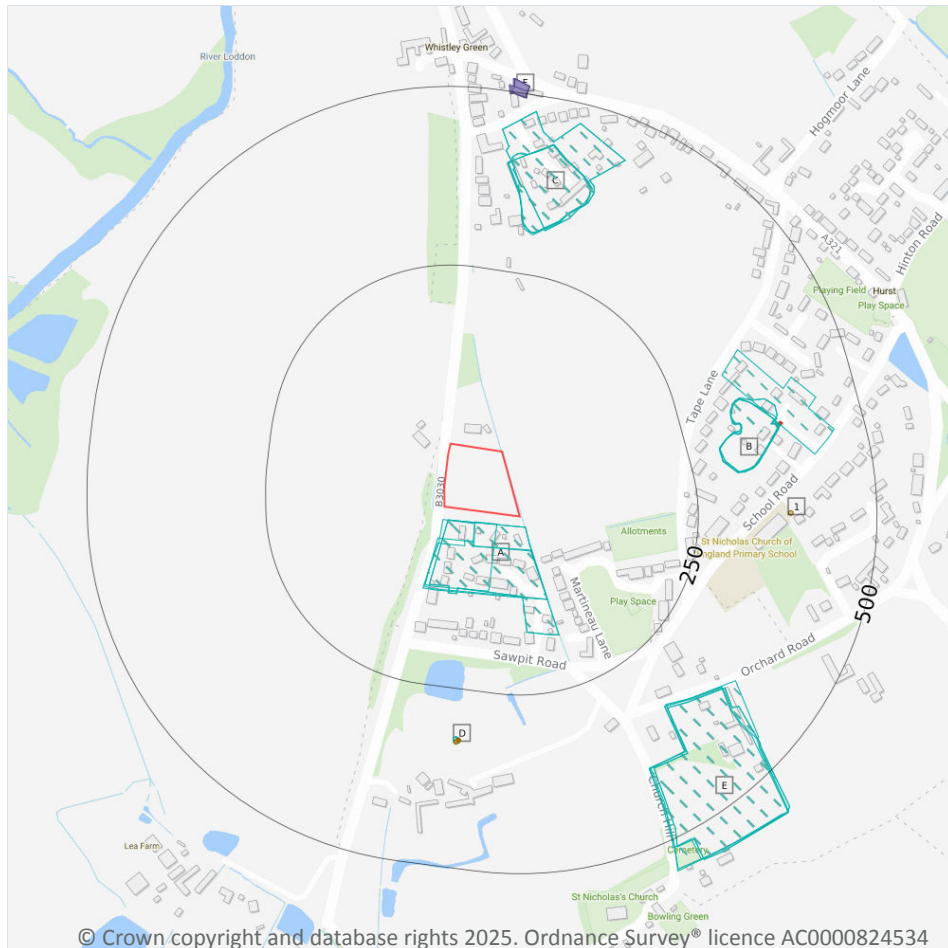 Whistley Green
River Loddon
F
Hogmoor Lane
C
A321
Hinton Road
Playing Field
Hurst
Play Space
Tape Lane
B
B3030
School Road
1
Allotments
St Nicholas Church of
England Primary School
A
250
Martineau Lane
Play Space
500
Sawpit Road
Orchard Road
D
E
Church Hill
Lea Farm
Cemetery
St Nicholas's Church
Bowling Green
© Crown copyright and database rights 2025. Ordnance Survey® licence AC0000824534